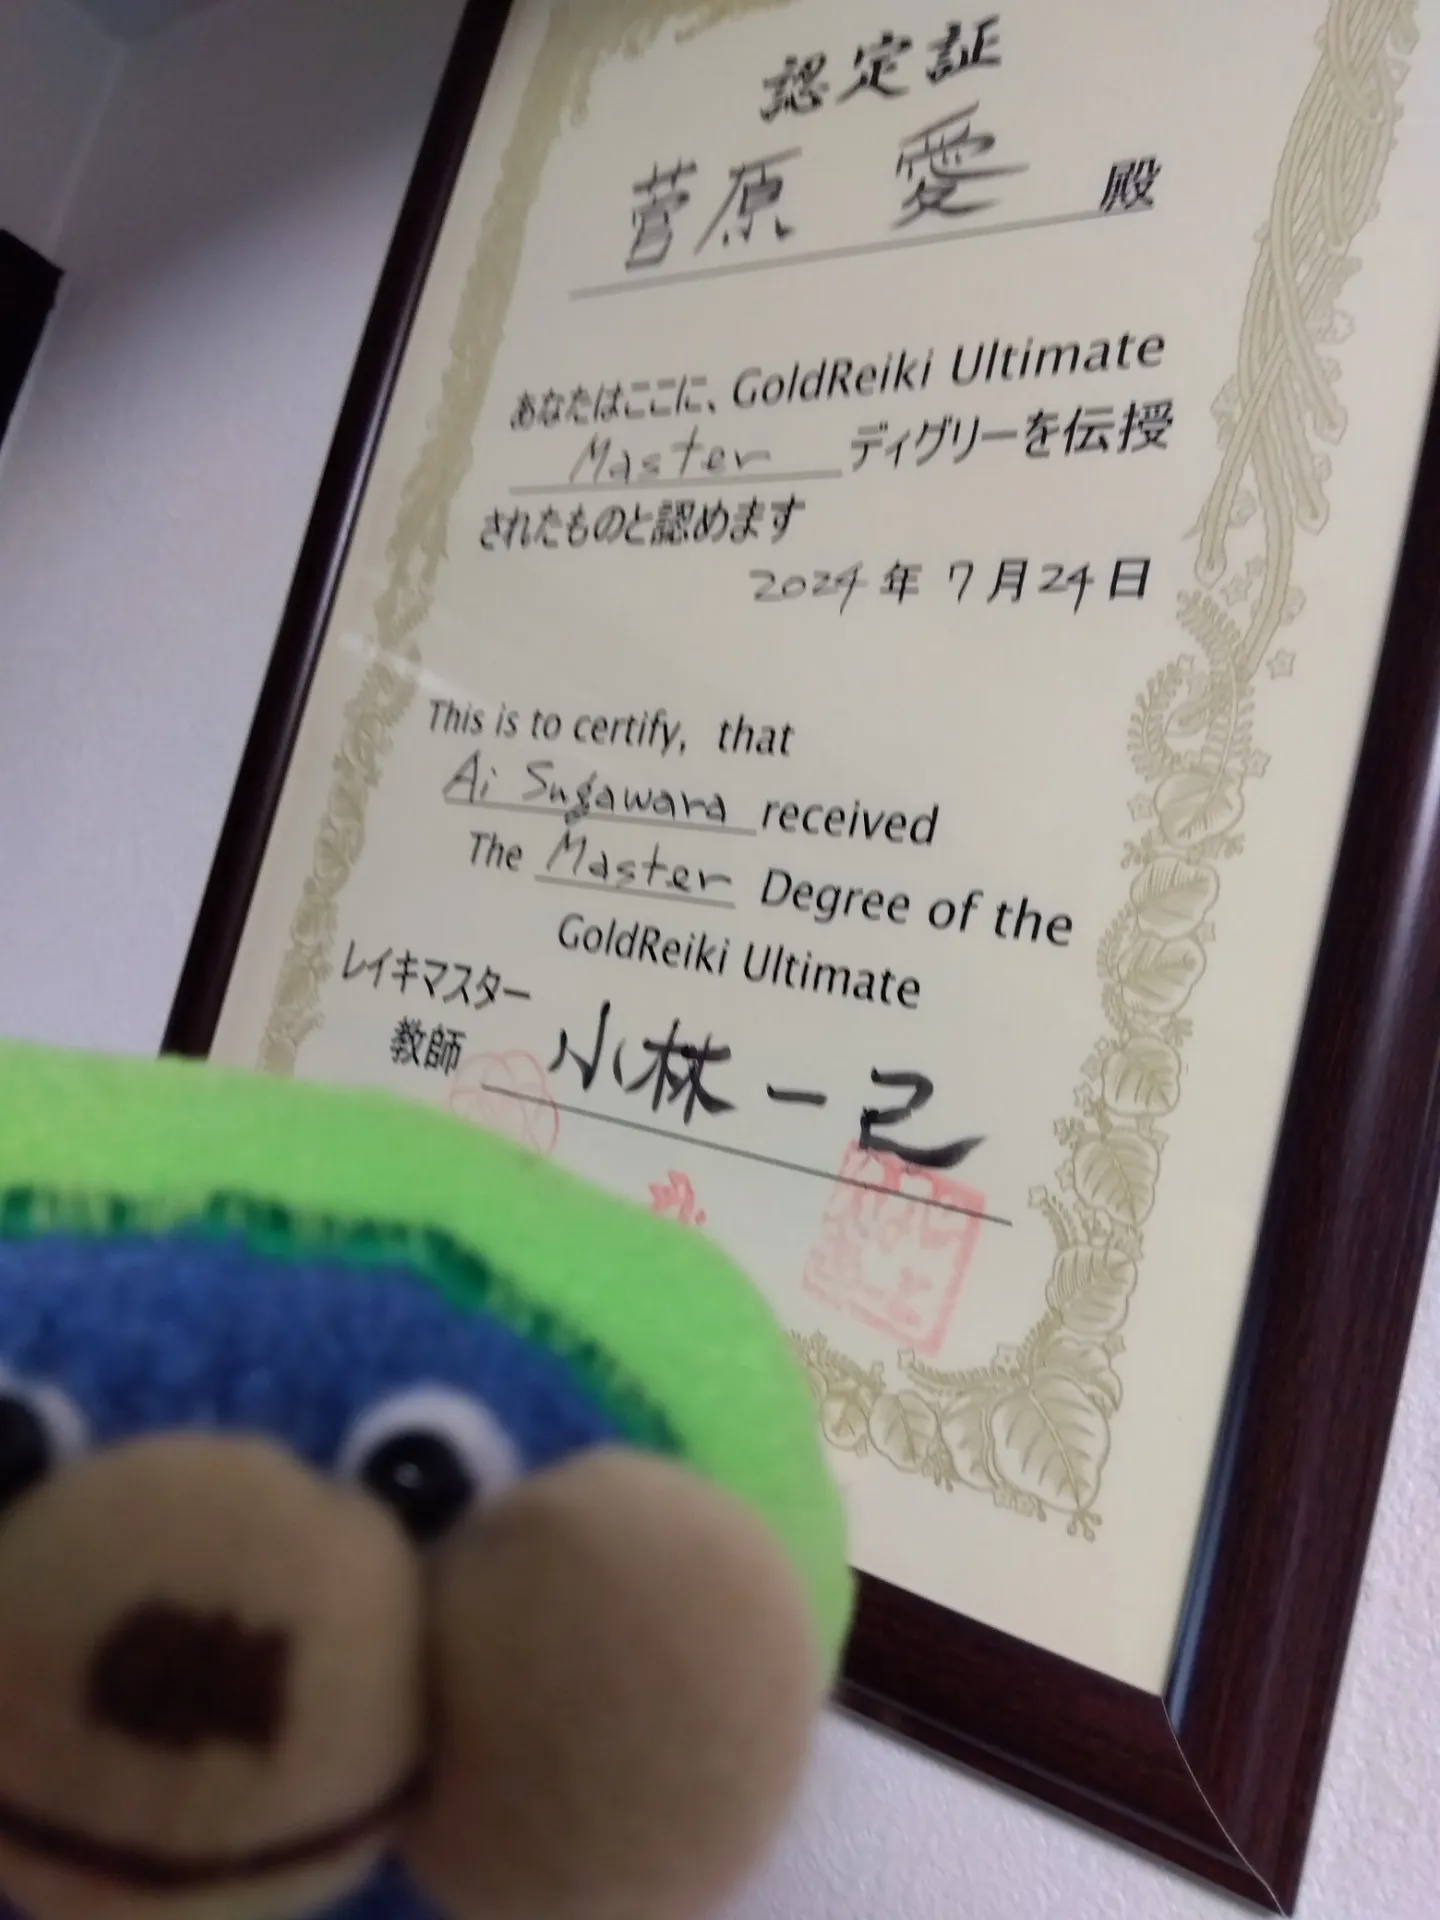 認定証
菅原 愛 殿
あなたはここに、GoldReiki Ultimate
Master ディグリーを伝授
されたものと認めます
2024年7月24日
This is to certify, that
Ai Sugawara received
The Master Degree of the
GoldReiki Ultimate
レイキマスター
教師 小林一己